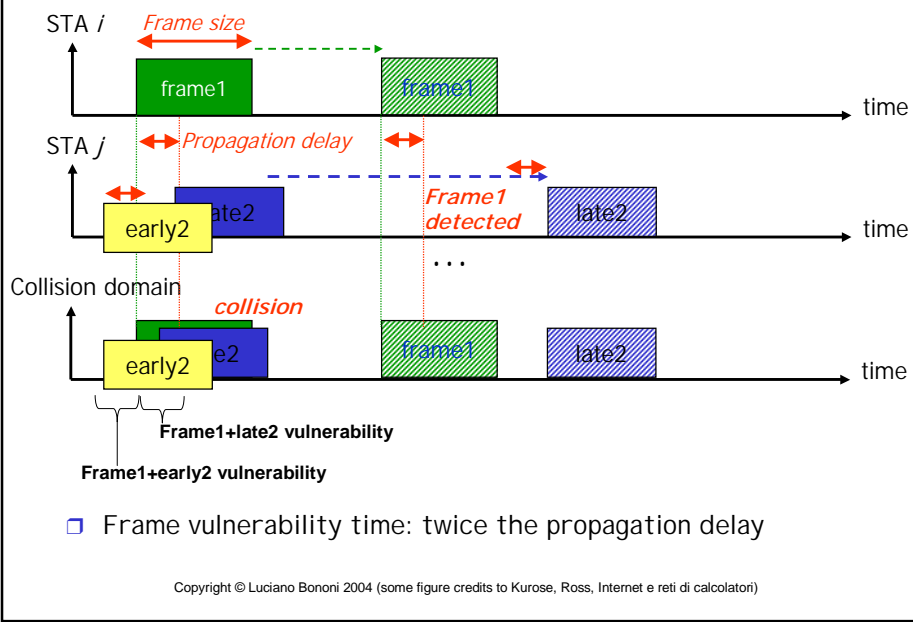 STA i
Frame size
frame1
frame1
time
STA j
Propagation delay
Frame1
detected
early2
ate2
late2
time
...
Collision domain
collision
early2
e2
frame1
late2
time
Frame1+late2 vulnerability
Frame1+early2 vulnerability
Frame vulnerability time: twice the propagation delay
Copyright © Luciano Bononi 2004 (some figure credits to Kurose, Ross, Internet e reti di calcolatori)